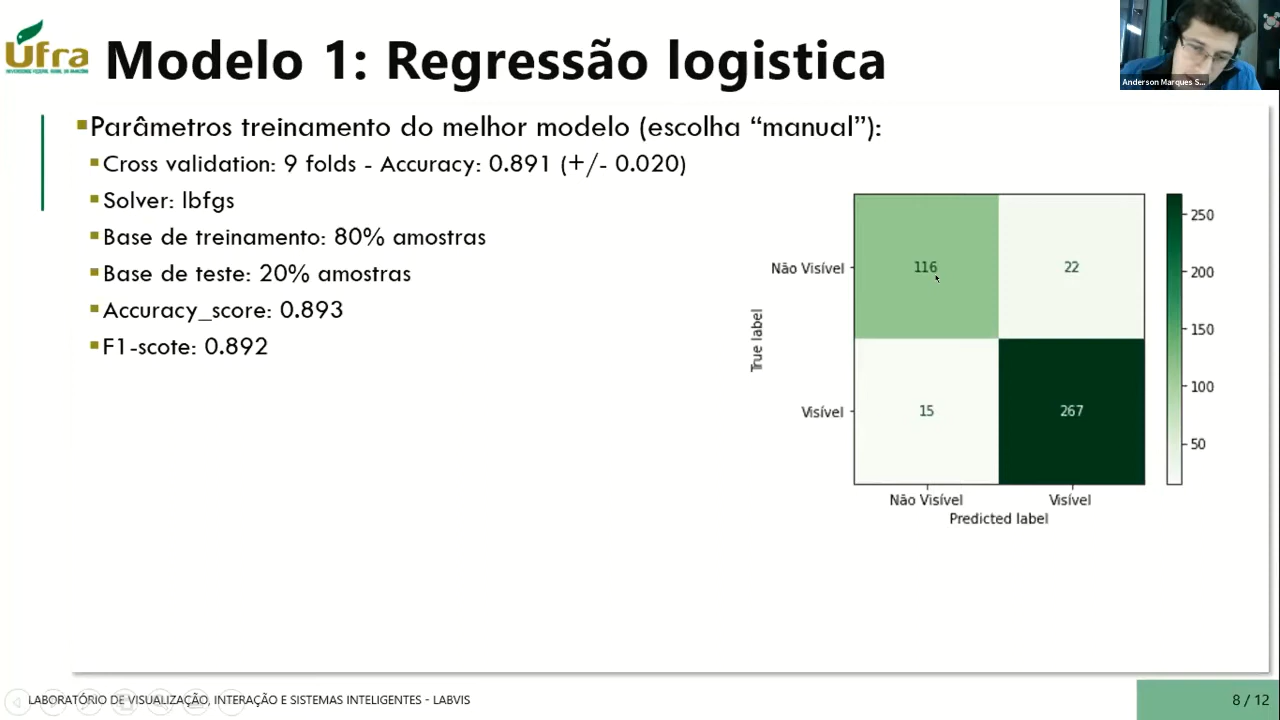 Ufra
Modelo 1: Regressão logistica
Anderson Marques S...
Parâmetros treinamento do melhor modelo (escolha “manual”):
Cross validation: 9 folds - Accuracy: 0.891 (+/- 0.020)
Solver: lbfgs
Base de treinamento: 80% amostras
Base de teste: 20% amostras
Accuracy_score: 0.893
F1-scote: 0.892
True label
Não Visível
116
22
Visível
15
267
Não Visível
Visível
Predicted label
250
200
150
100
50
LABORATÓRIO DE VISUALIZAÇÃO, INTERAÇÃO E SISTEMAS INTELIGENTES - LABVIS
8 / 12